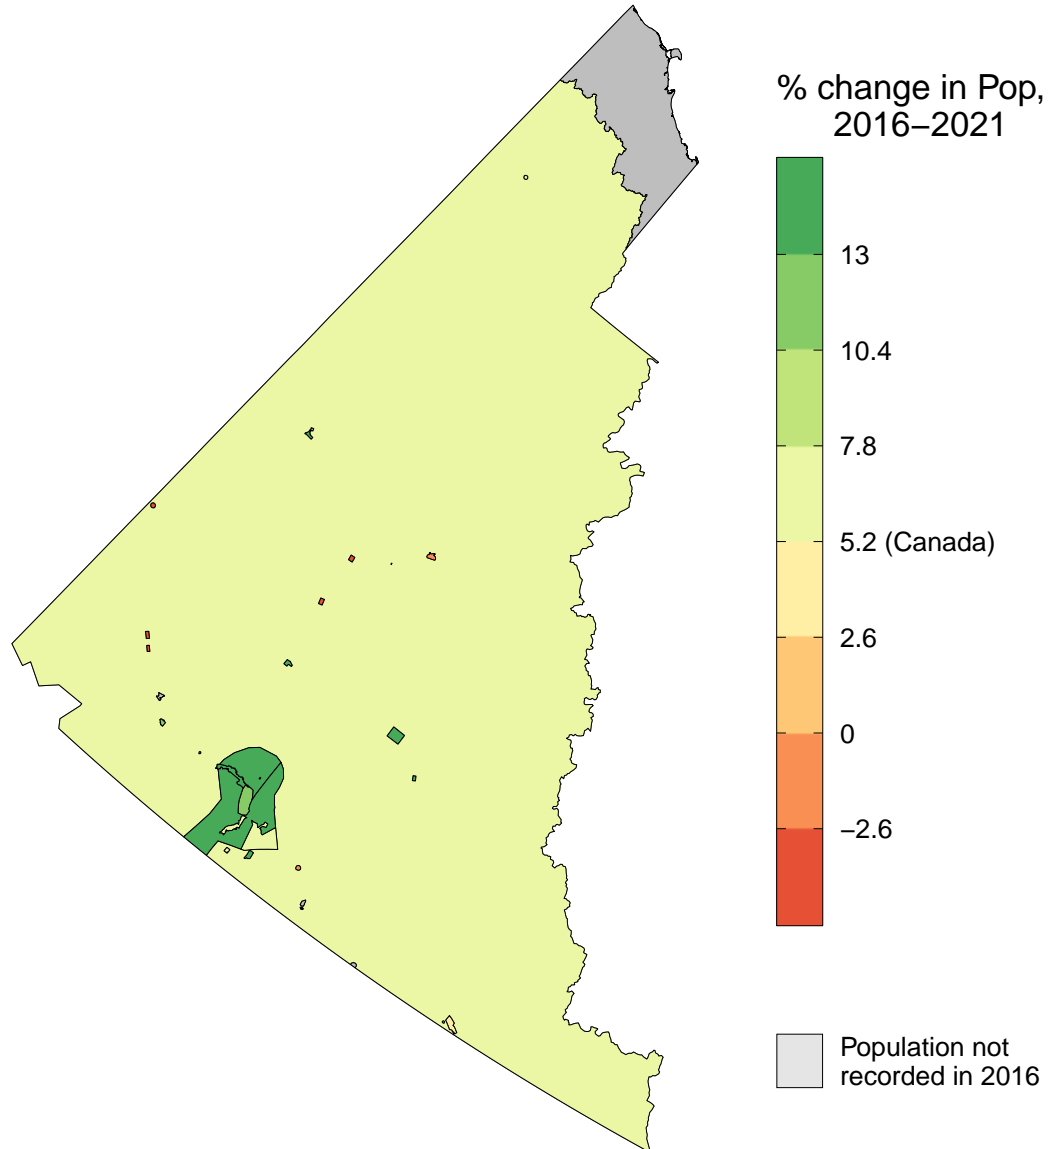 % change in Pop,
2016−2021
13
10.4
7.8
5.2 (Canada)
2.6
0
−2.6
Population not
recorded in 2016